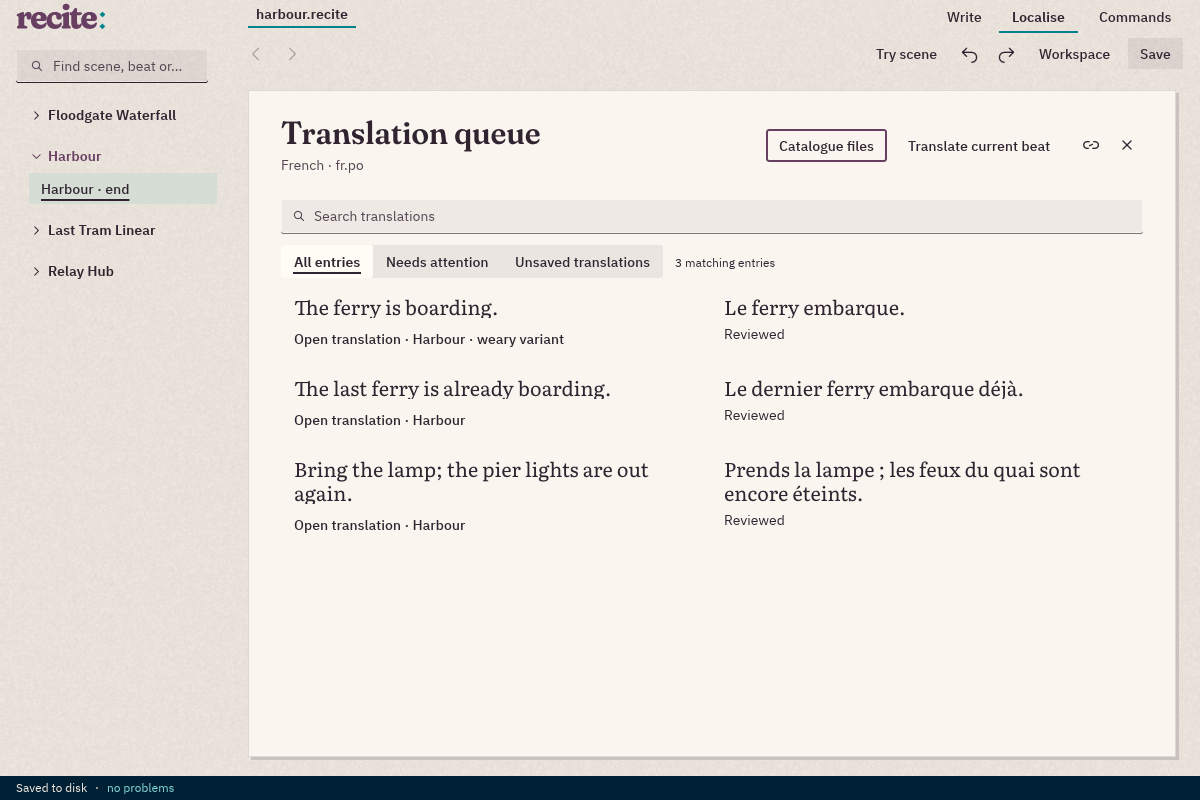 recite:
harbour.recite
Write
Localise
Commands
Find scene, beat or...
Try scene
Workspace
Save
Floodgate Waterfall
Harbour
Harbour · end
Last Tram Linear
Relay Hub
Translation queue
French · fr.po
Catalogue files
Translate current beat
Search translations
All entries
Needs attention
Unsaved translations
3 matching entries
The ferry is boarding.
Open translation · Harbour · weary variant
Le ferry embarque.
Reviewed
The last ferry is already boarding.
Open translation · Harbour
Le dernier ferry embarque déjà.
Reviewed
Bring the lamp; the pier lights are out
again.
Open translation · Harbour
Prends la lampe ; les feux du quai sont
encore éteints.
Reviewed
Saved to disk · no problems